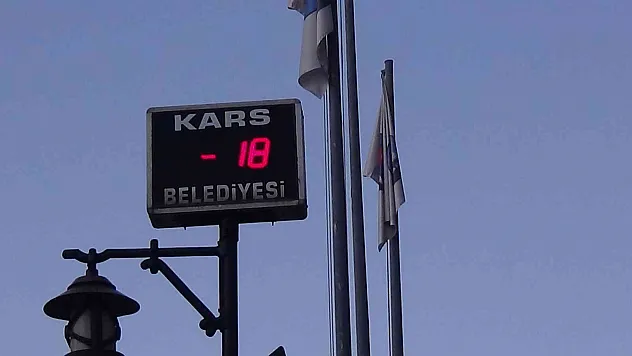 KARS
- 18
BELEDİYESİ